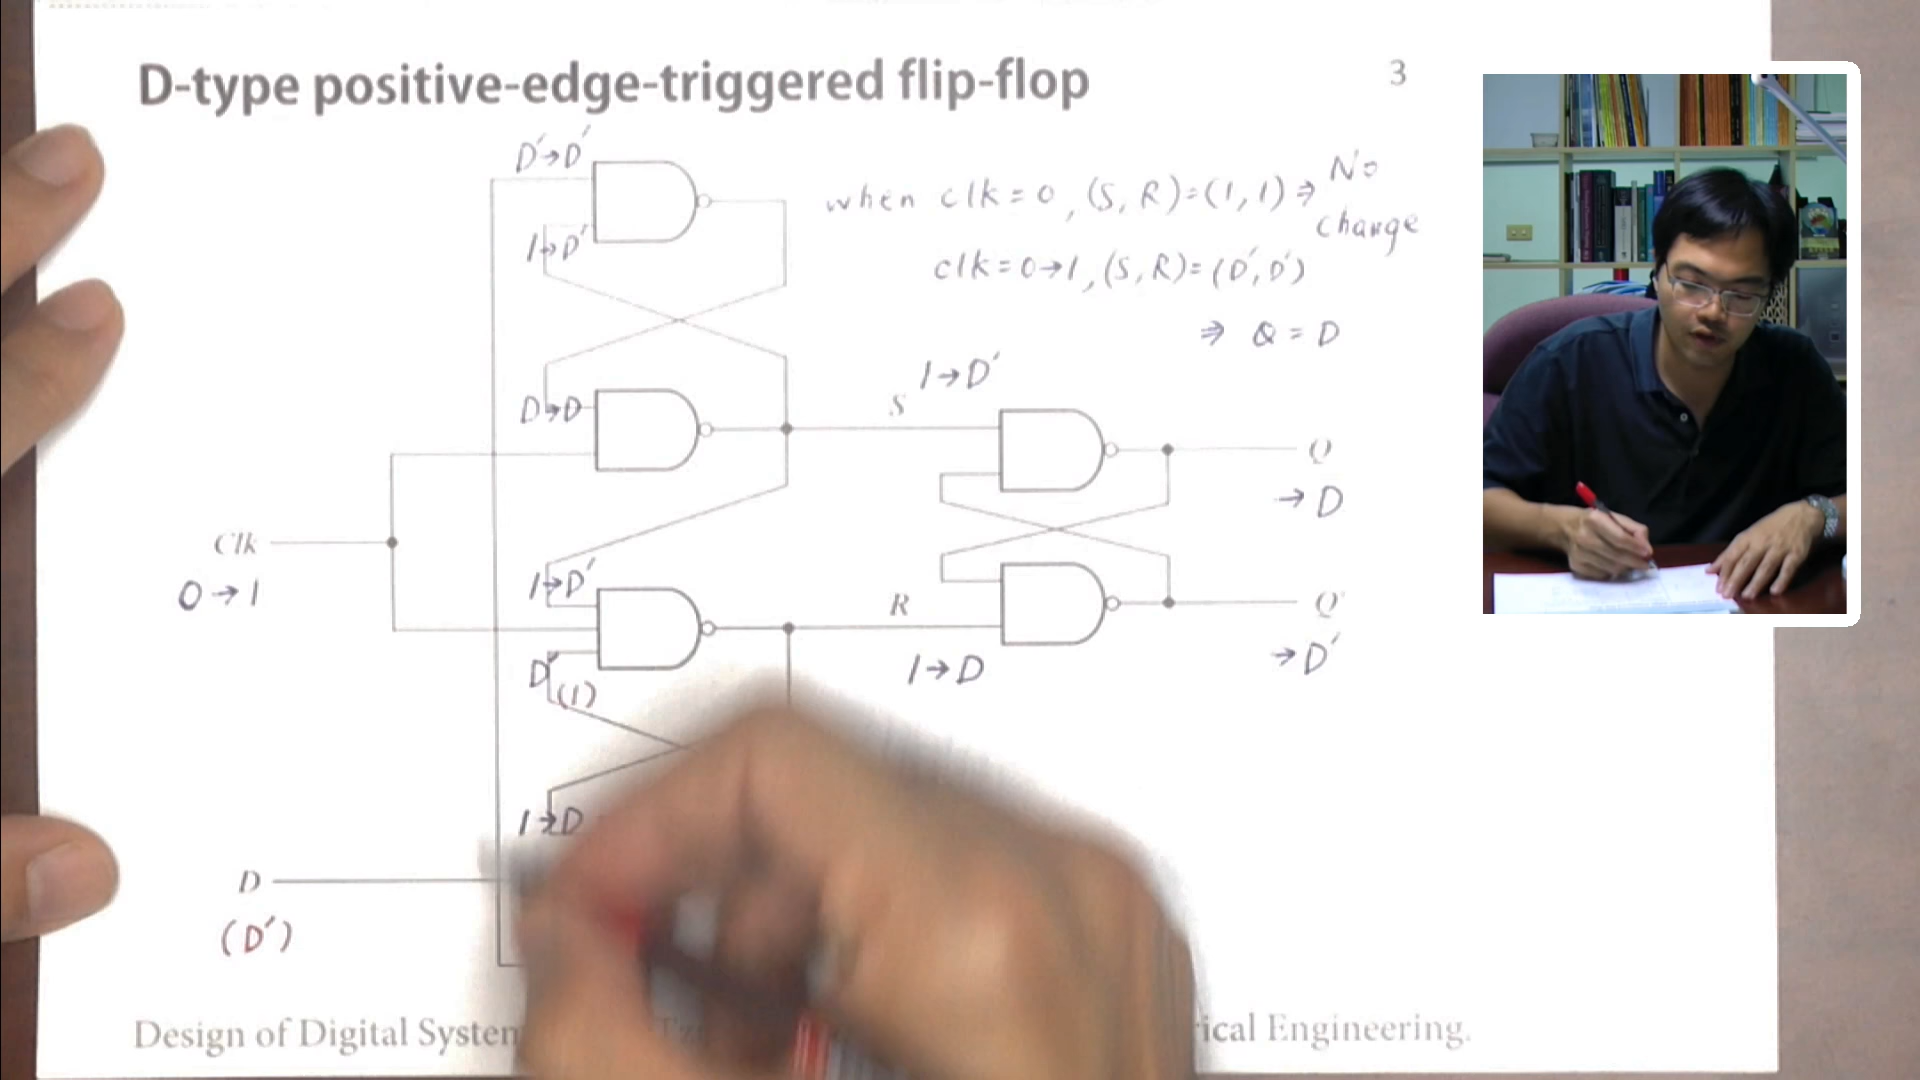 D-type positive-edge-triggered flip-flop
3
D'→D'
1→D'
when clk = 0, (S, R) = (1, 1) ⇒ No change
clk = 0→1, (S, R) = (D', D')
⇒ Q = D
1→D'
S
D→D
Q
→ D
Clk
0→1
1→D'
R
Q'
→ D'
1→D
D'
(1)
1→D
D
(D')
Design of Digital System
ical Engineering.